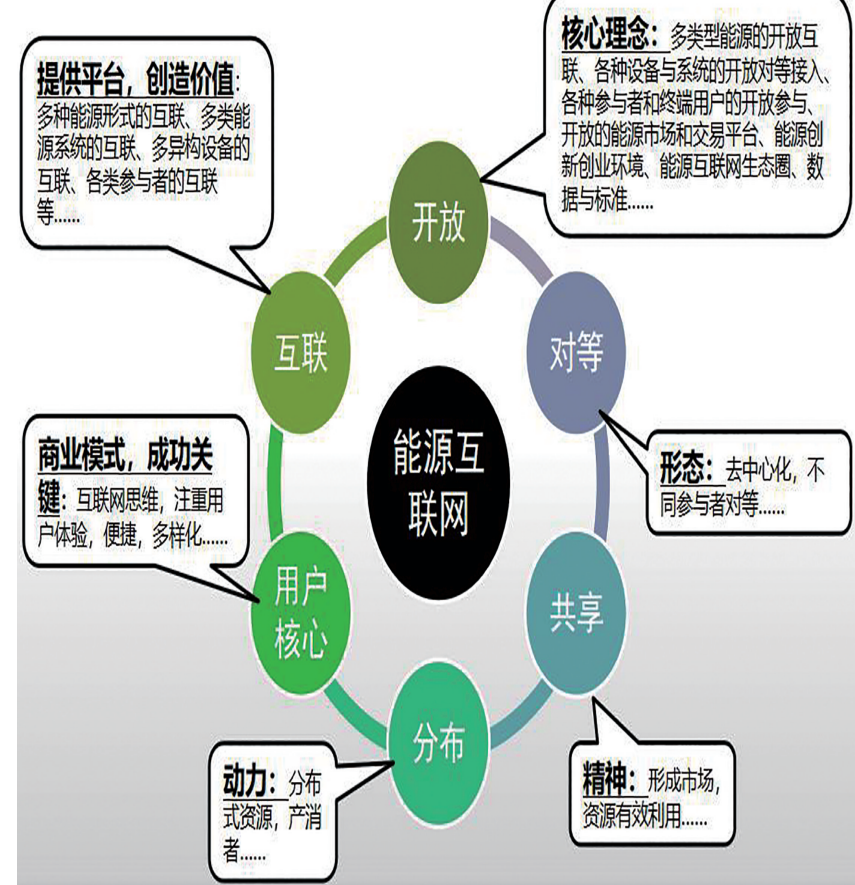 提供平台，创造价值：
多种能源形式的互联、多类能
源系统的互联、多异构设备的
互联、各类参与者的互联
等......
核心理念：多类型能源的开放互
联、各种设备与系统的开放对等接入、
各种参与者和终端用户的开放参与、
开放的能源市场和交易平台、能源创
新创业环境、能源互联网生态圈、数
据与标准......
开放
互联
对等
能源互
联网
商业模式，成功关
键：互联网思维，注重用
户体验，便捷，多样化......
形态：去中心化，不
同参与者对等......
用户
核心
共享
分布
动力：分布
式资源，产消
者......
精神：形成市场，
资源有效利用......